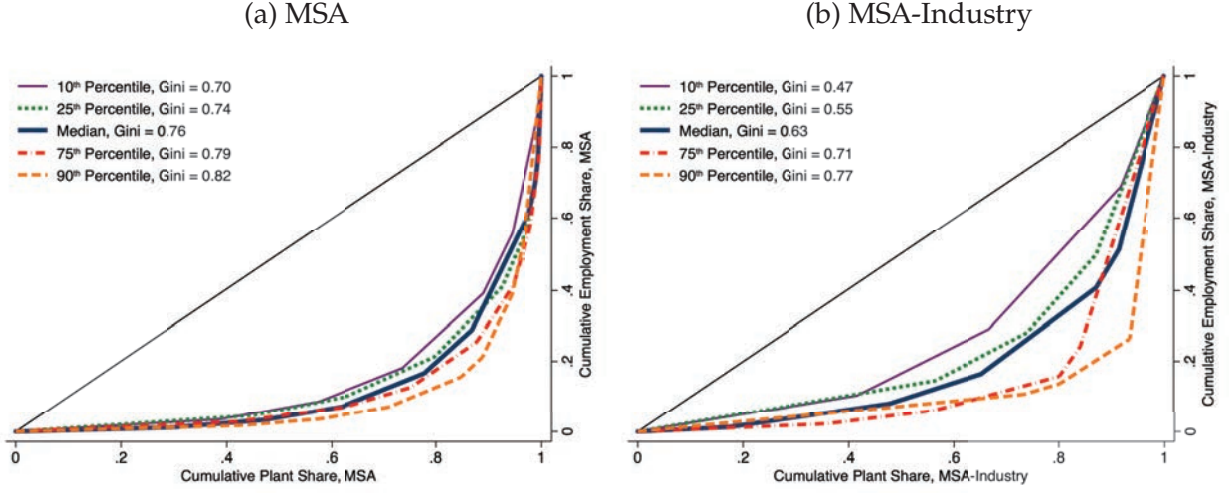 (a) MSA
10th Percentile, Gini = 0.70
25th Percentile, Gini = 0.74
Median, Gini = 0.76
75th Percentile, Gini = 0.79
90th Percentile, Gini = 0.82
0 .2 .4 .6 .8 1
Cumulative Employment Share, MSA
0 .2 .4 .6 .8 1
Cumulative Plant Share, MSA
(b) MSA-Industry
10th Percentile, Gini = 0.47
25th Percentile, Gini = 0.55
Median, Gini = 0.63
75th Percentile, Gini = 0.71
90th Percentile, Gini = 0.77
0 .2 .4 .6 .8 1
Cumulative Employment Share, MSA-Industry
0 .2 .4 .6 .8 1
Cumulative Plant Share, MSA-Industry